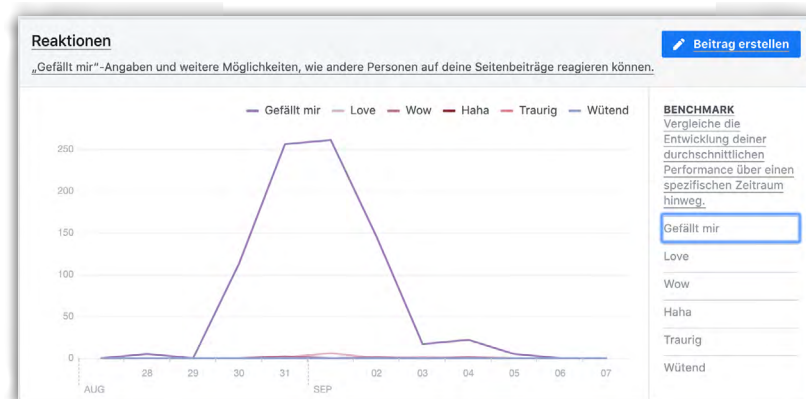 Reaktionen
Beitrag erstellen
„Gefällt mir“-Angaben und weitere Möglichkeiten, wie andere Personen auf deine Seitenbeiträge reagieren können.
Gefällt mir Love Wow Haha Traurig Wütend
250
200
150
100
50
0
28 29 30 31 02 03 04 05 06 07
AUG SEP
BENCHMARK
Vergleiche die
Entwicklung deiner
durchschnittlichen
Performance über einen
spezifischen Zeitraum
hinweg.
Gefällt mir
Love
Wow
Haha
Traurig
Wütend